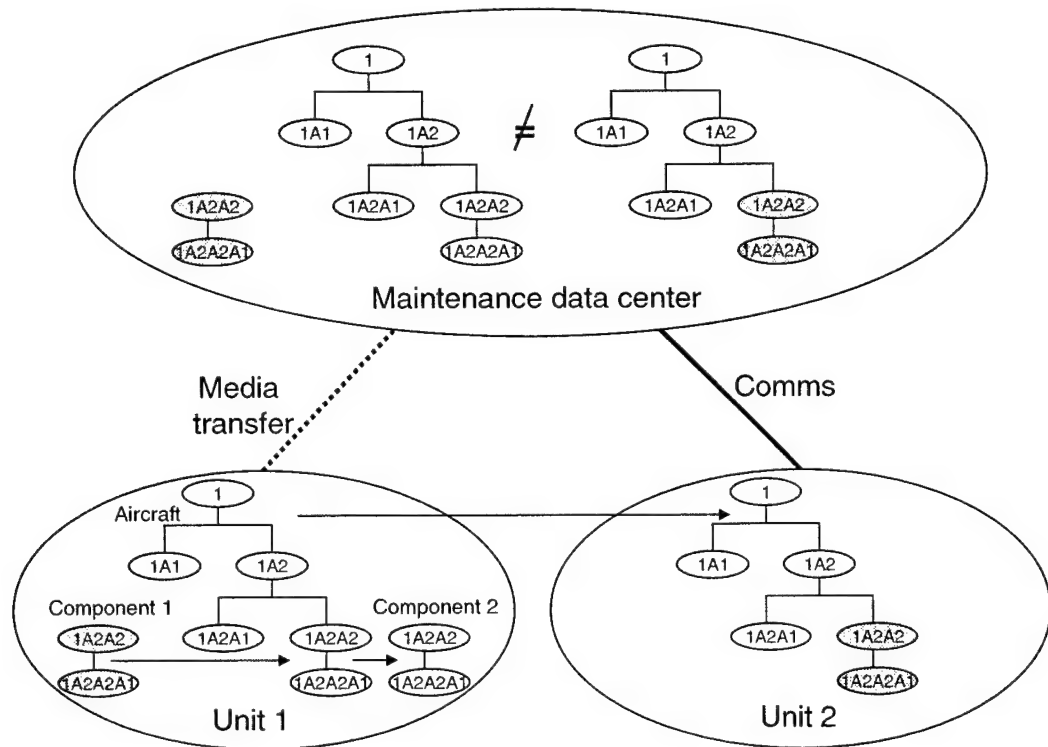 1 1
1A1 1A2 ≠ 1A1 1A2
1A2A2 1A2A1 1A2A2 1A2A1 1A2A2
1A2A2A1 1A2A2A1 1A2A2A1
Maintenance data center
Media
transfer
Comms
1
Aircraft
1A1 1A2
Component 1 Component 2
1A2A2 1A2A1 1A2A2 1A2A2
1A2A2A1 1A2A2A1 1A2A2A1
Unit 1
1
1A1 1A2
1A2A1 1A2A2
1A2A2A1
Unit 2